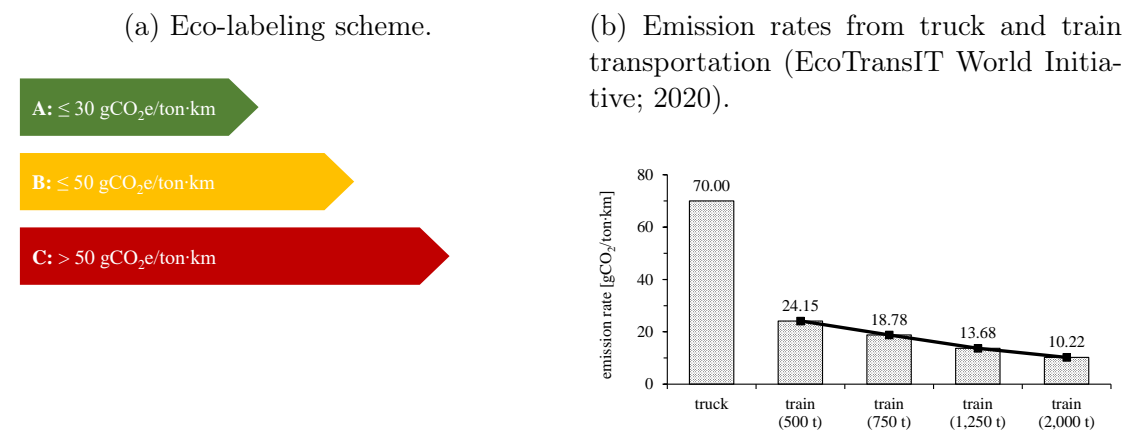 (a) Eco-labeling scheme.
A: ≤ 30 gCO₂e/ton·km
B: ≤ 50 gCO₂e/ton·km
C: > 50 gCO₂e/ton·km
(b) Emission rates from truck and train
transportation (EcoTransIT World Initia-
tive; 2020).
emission rate [gCO₂/ton·km]
80
60
40
20
0
70.00
24.15
18.78
13.68
10.22
truck
train
(500 t)
train
(750 t)
train
(1,250 t)
train
(2,000 t)